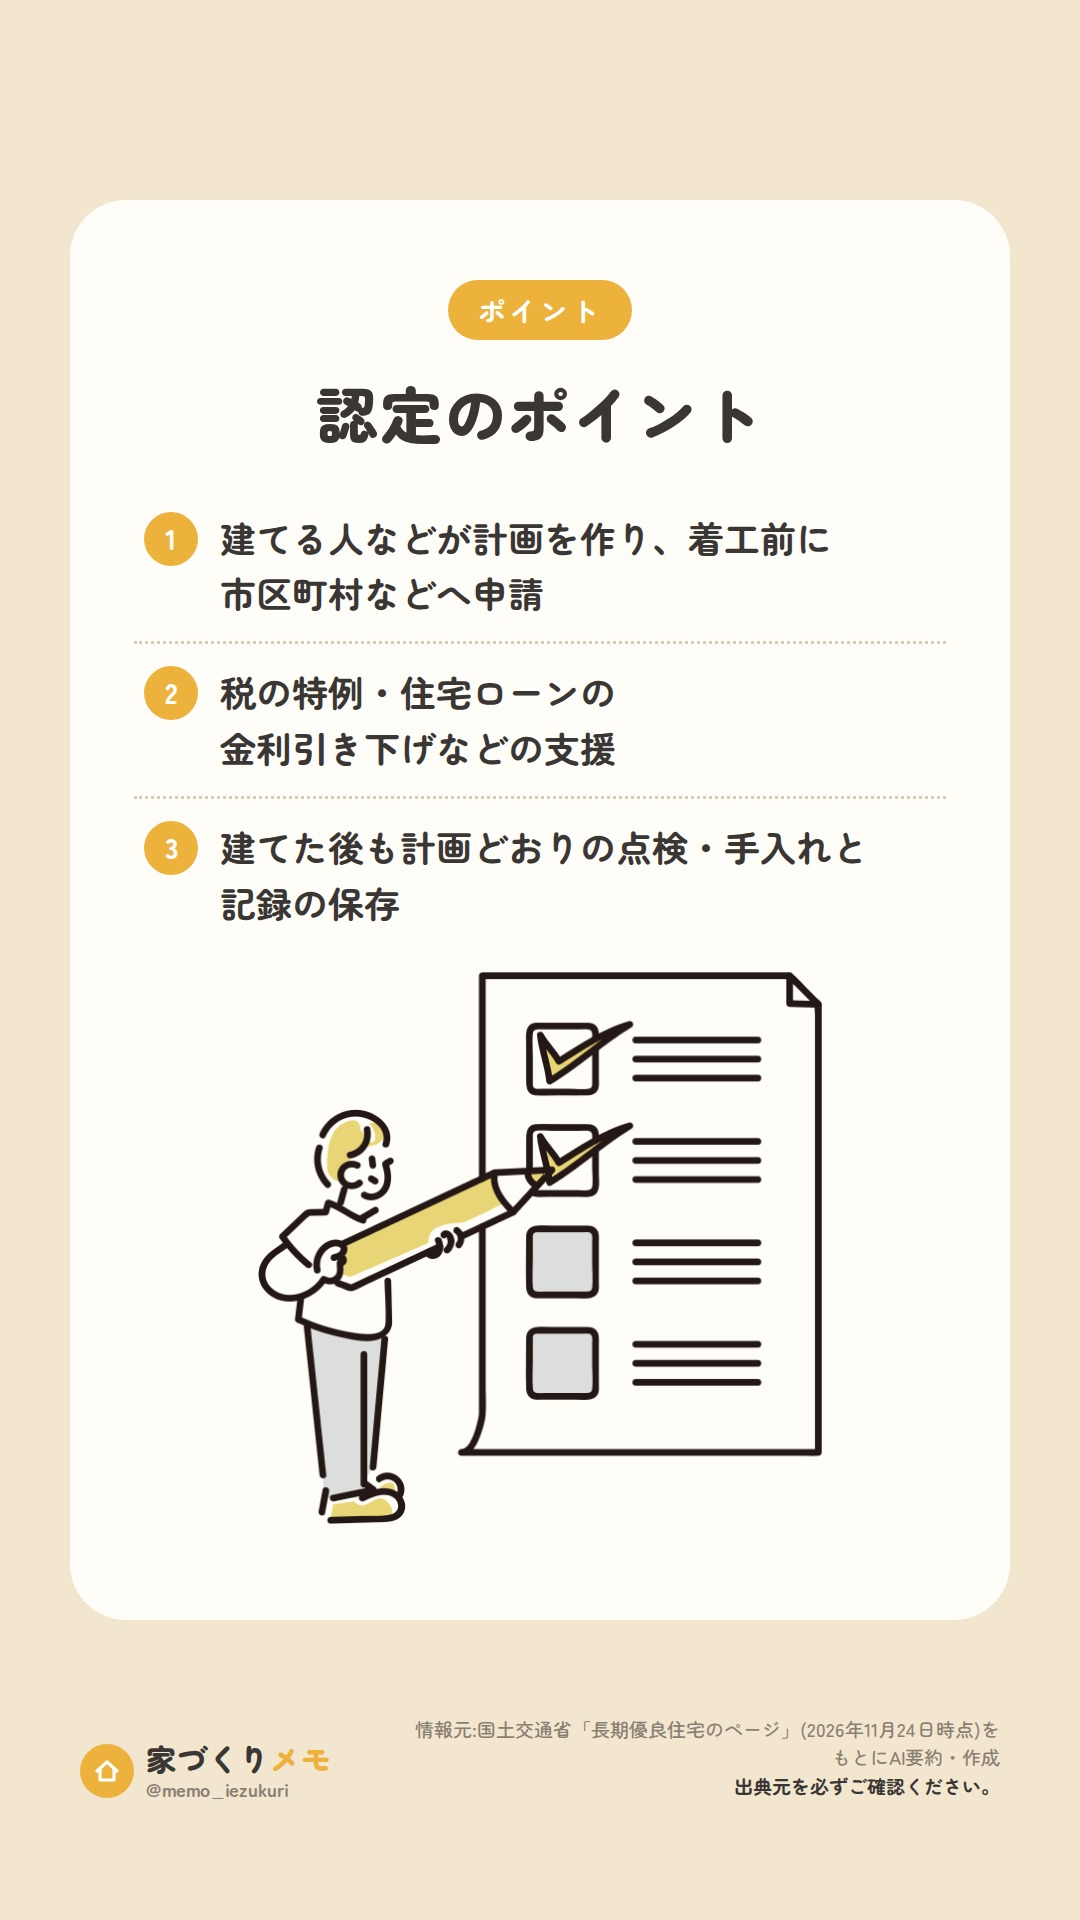 ポイント
認定のポイント
1 建てる人などが計画を作り、着工前に
市区町村などへ申請
2 税の特例・住宅ローンの
金利引き下げなどの支援
3 建てた後も計画どおりの点検・手入れと
記録の保存
情報元:国土交通省「長期優良住宅のページ」(2026年11月24日時点)を
もとにAI要約・作成
出典元を必ずご確認ください。
家づくりメモ
@memo_iezukuri